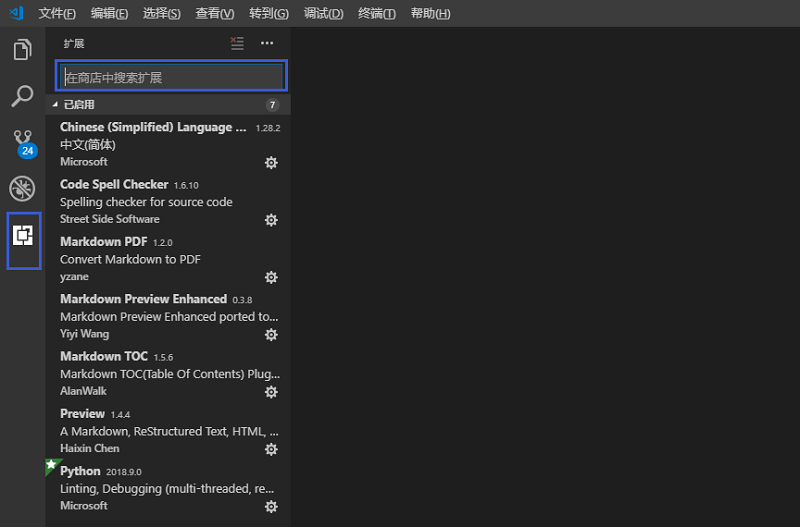 文件(F) 编辑(E) 选择(S) 查看(V) 转到(G) 调试(D) 终端(T) 帮助(H)
扩展
在商店中搜索扩展
已启用 7
Chinese (Simplified) Language ... 1.28.2
中文(简体)
Microsoft
24
Code Spell Checker 1.6.10
Spelling checker for source code
Street Side Software
Markdown PDF 1.2.0
Convert Markdown to PDF
yzane
Markdown Preview Enhanced 0.3.8
Markdown Preview Enhanced ported to...
Yiyi Wang
Markdown TOC 1.5.6
Markdown TOC(Table Of Contents) Plug...
AlanWalk
Preview 1.4.4
A Markdown, ReStructured Text, HTML, ...
Haixin Chen
Python 2018.9.0
Linting, Debugging (multi-threaded, re...
Microsoft